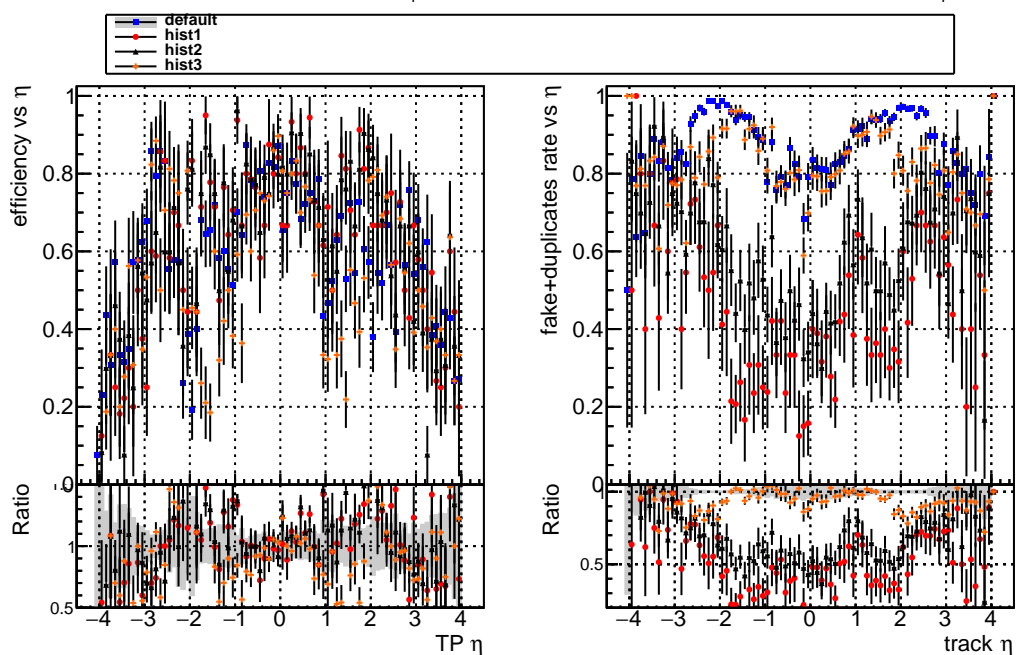 default
hist1
hist2
hist3
efficiency vs η
1
0.8
0.6
0.4
0.2
0
Ratio
1
0.5
−4 −3 −2 −1 0 1 2 3 4
TP η
fake+duplicates rate vs η
1
0.8
0.6
0.4
0.2
Ratio
0.5
−4 −3 −2 −1 0 1 2 3 4
track η